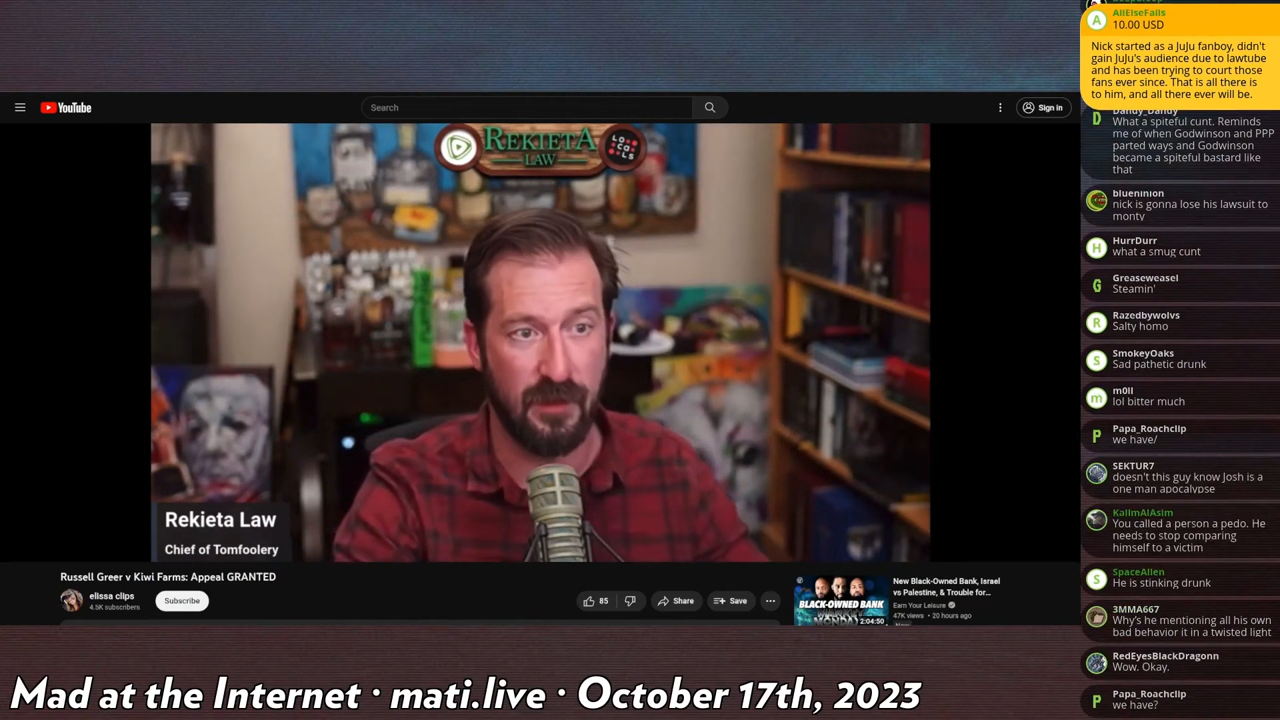 YouTube
Search
Sign in
REKIETA
LAW
LOCALS
Rekieta Law
Chief of Tomfoolery
Russell Greer v Kiwi Farms: Appeal GRANTED
elissa clips
4.5K subscribers
Subscribe
85
Share
Save
BLACK-OWNED BANK
MONDAY
2:04:50
New Black-Owned Bank, Israel
vs Palestine, & Trouble for...
Earn Your Leisure
47K views • 20 hours ago
New
Mad at the Internet · mati.live · October 17th, 2023
A
AllElseFails
10.00 USD
Nick started as a JuJu fanboy, didn't
gain JuJu's audience due to lawtube
and has been trying to court those
fans ever since. That is all there is
to him, and all there ever will be.
D
Dandy_Dandy
What a spiteful cunt. Reminds
me of when Godwinson and PPP
parted ways and Godwinson
became a spiteful bastard like
that
blueninion
nick is gonna lose his lawsuit to
monty
H
HurrDurr
what a smug cunt
G
Greaseweasel
Steamin'
R
Razedbywolvs
Salty homo
S
SmokeyOaks
Sad pathetic drunk
m
m0ll
lol bitter much
P
Papa_Roachclip
we have/
SEKTUR7
doesn't this guy know Josh is a
one man apocalypse
KalimAlAsim
You called a person a pedo. He
needs to stop comparing
himself to a victim
S
SpaceAlien
He is stinking drunk
3MMA667
Why's he mentioning all his own
bad behavior it in a twisted light
RedEyesBlackDragonn
Wow. Okay.
P
Papa_Roachclip
we have?